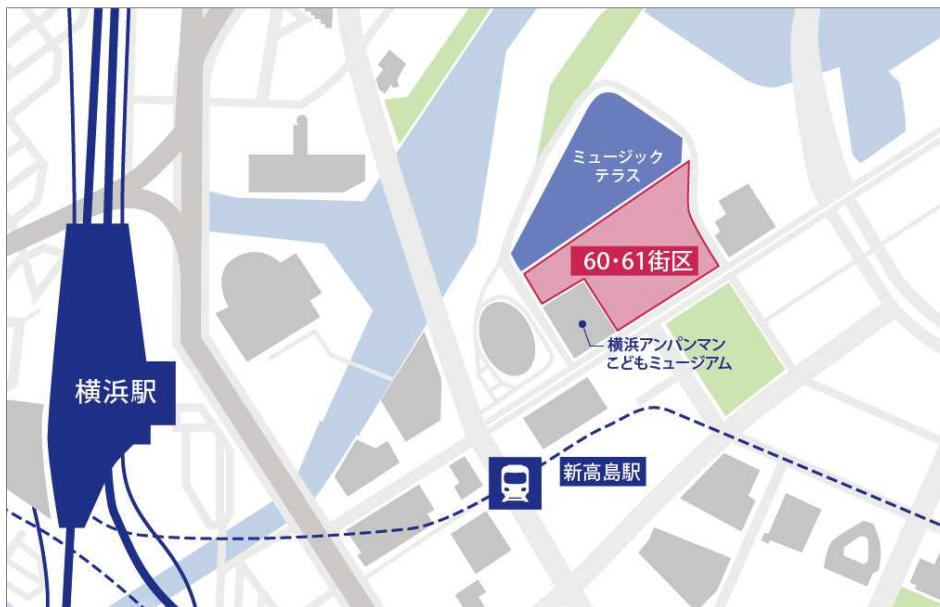 ミュージック
テラス
60・61街区
横浜アンパンマン
こどもミュージアム
横浜駅
新高島駅